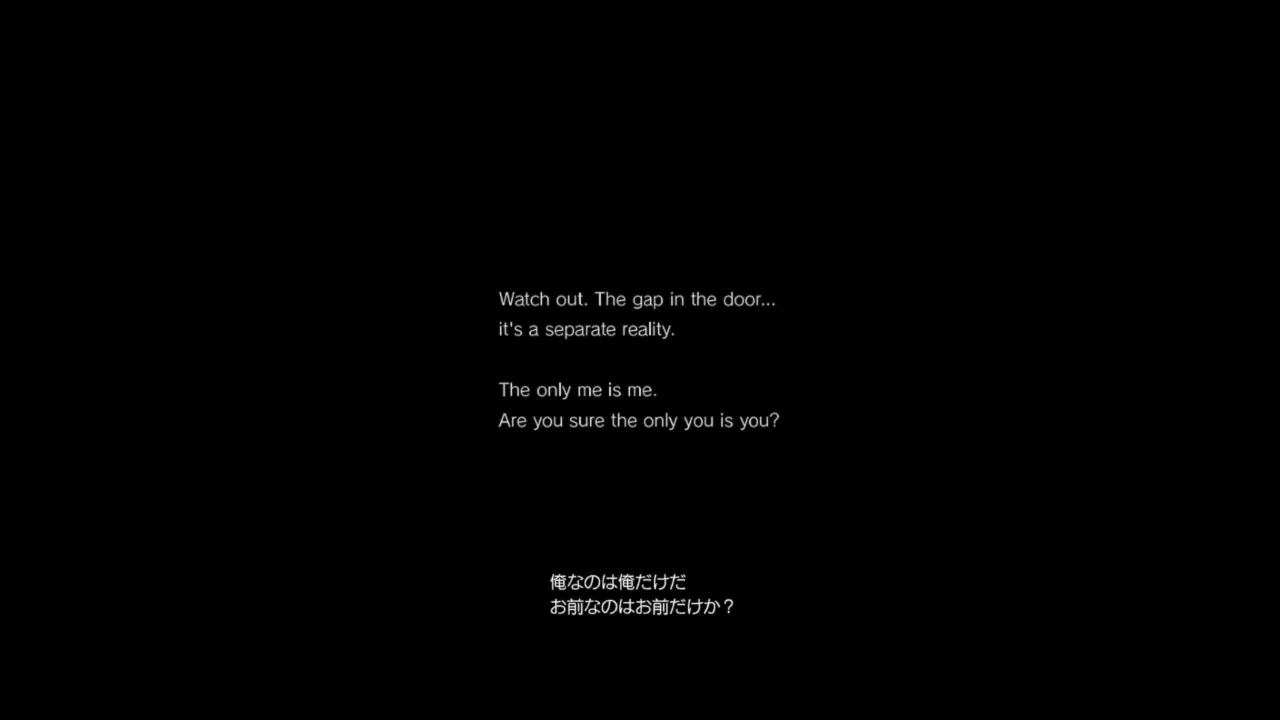 Watch out. The gap in the door...
it's a separate reality.
The only me is me.
Are you sure the only you is you?
俺なのは俺だけだ
お前なのはお前だけか？